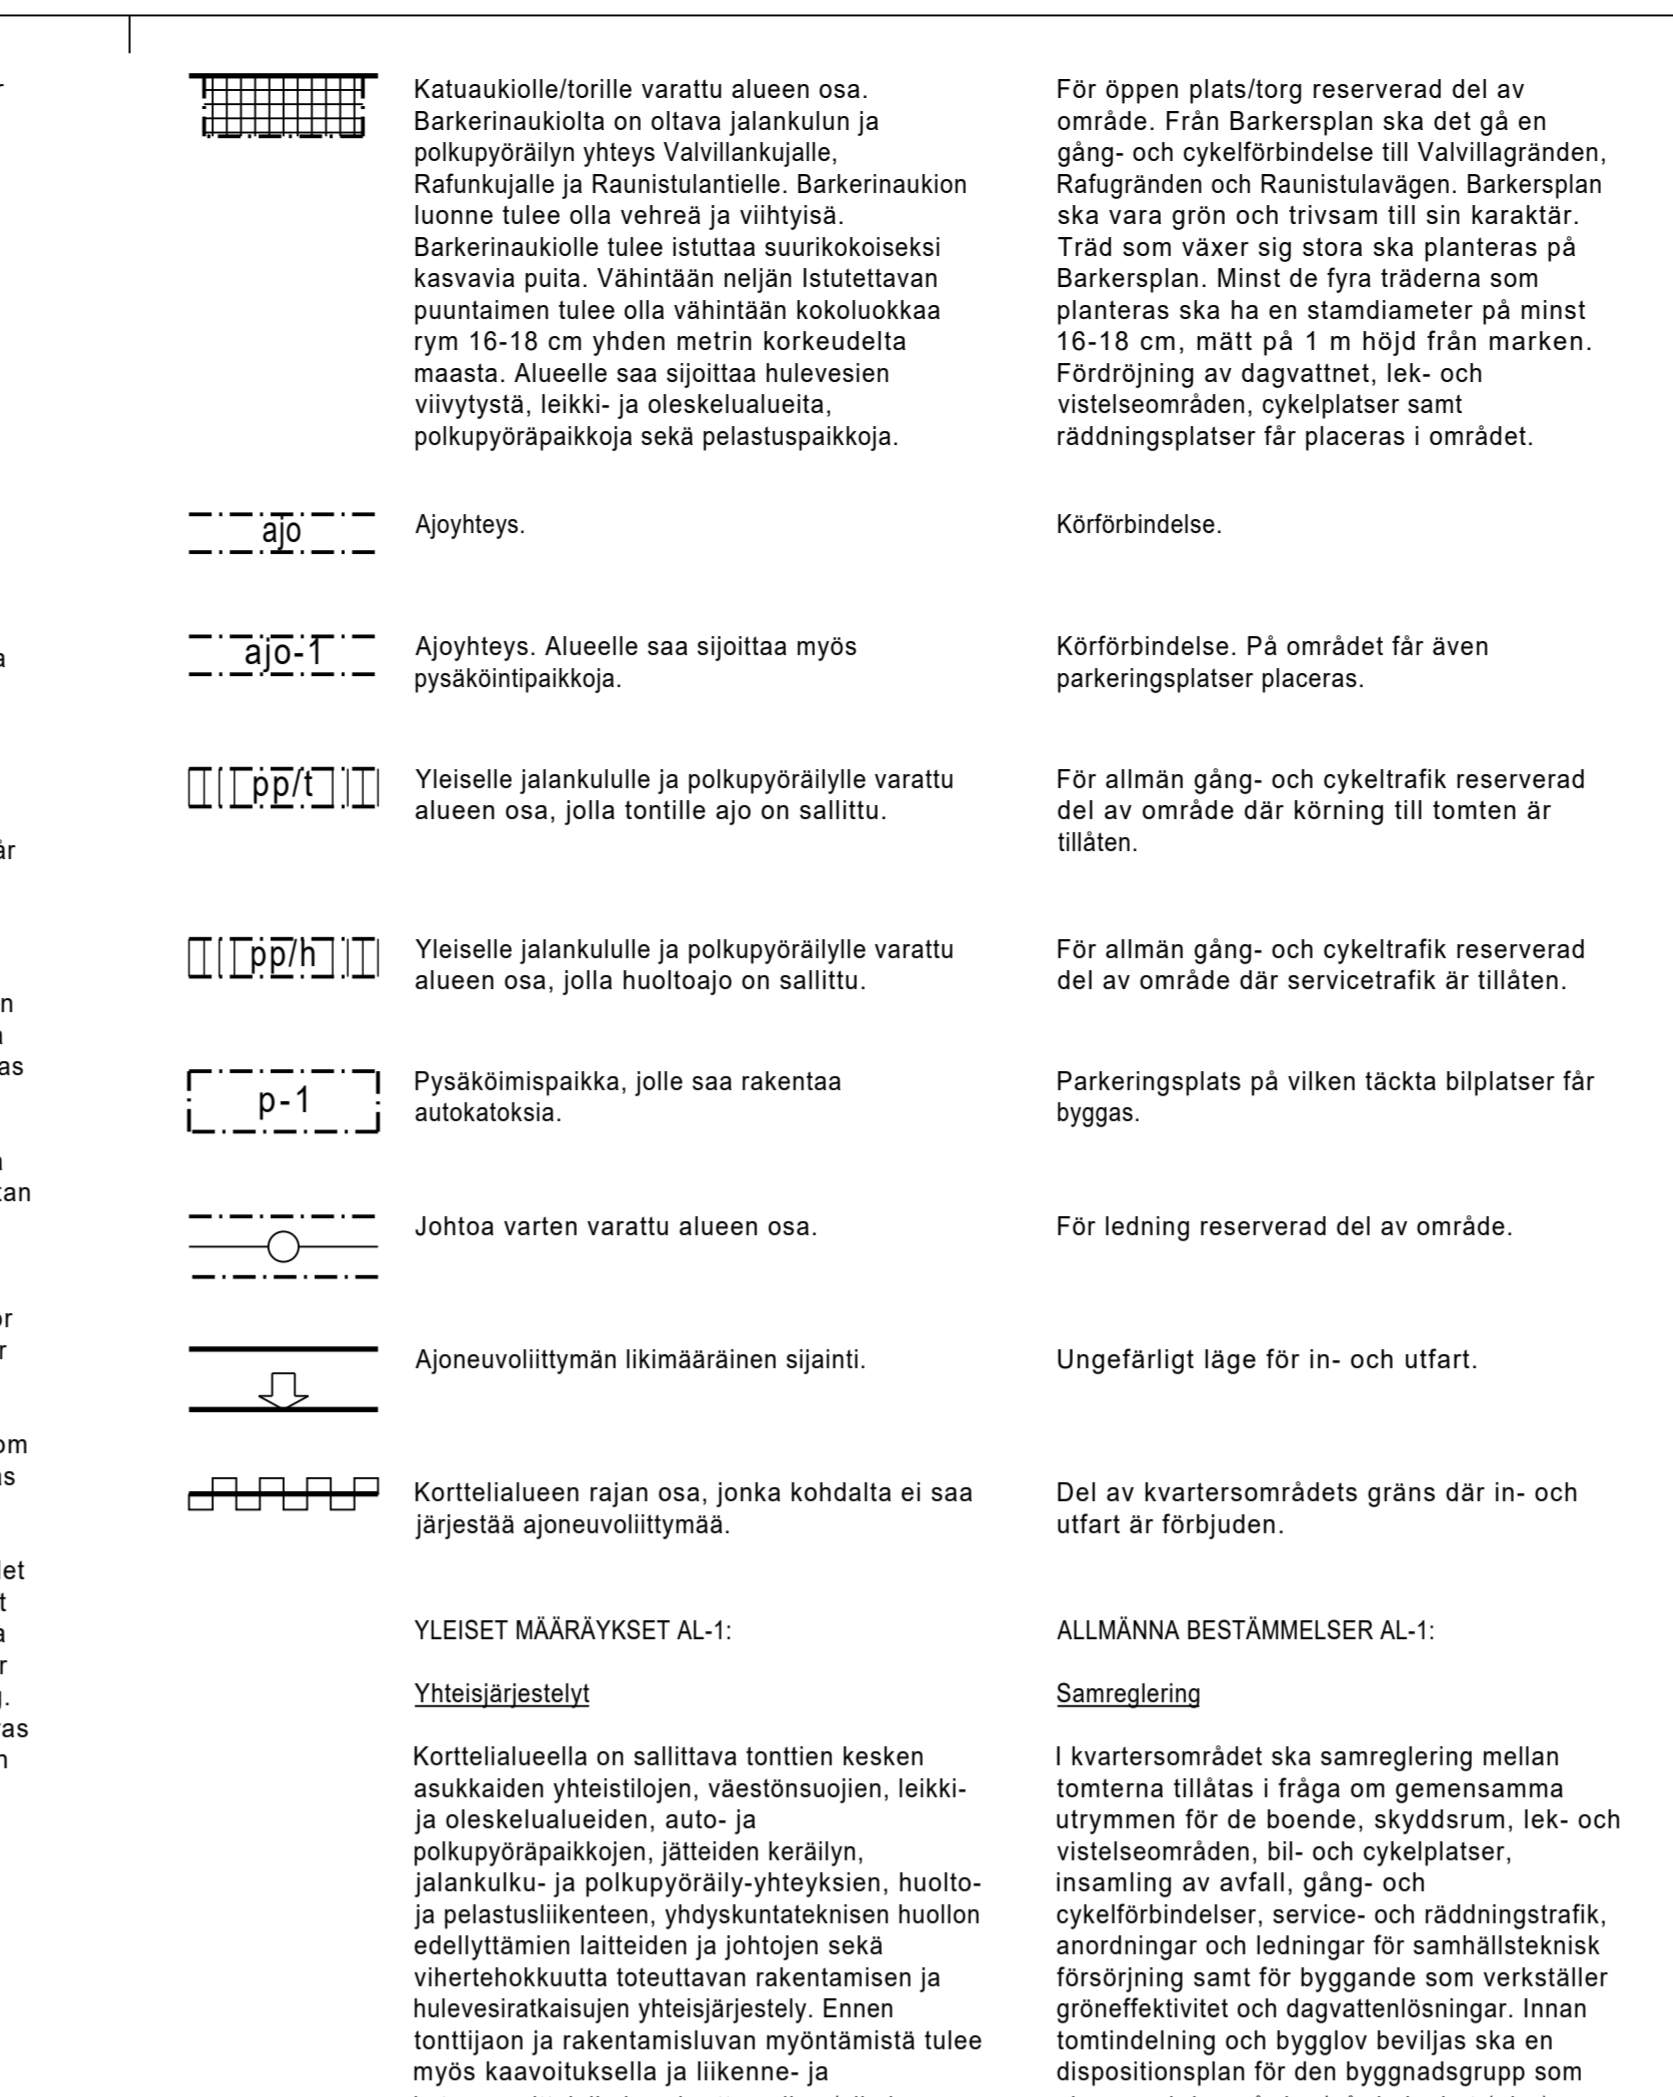 Katuaukiolle/torille varattu alueen osa.
Barkerinaukiolta on oltava jalankulun ja
polkupyöräilyn yhteys Valvillankujalle,
Rafunkujalle ja Raunistulantielle. Barkerinaukion
luonne tulee olla vehreä ja viihtyisä.
Barkerinaukiolle tulee istuttaa suurikokoiseksi
kasvavia puita. Vähintään neljän Istutettavan
puuntaimen tulee olla vähintään kokoluokkaa
rym 16-18 cm yhden metrin korkeudelta
maasta. Alueelle saa sijoittaa hulevesien
viivytystä, leikki- ja oleskelualueita,
polkupyöräpaikkoja sekä pelastuspaikkoja.
För öppen plats/torg reserverad del av
område. Från Barkersplan ska det gå en
gång- och cykelförbindelse till Valvillagränden,
Rafugränden och Raunistulavägen. Barkersplan
ska vara grön och trivsam till sin karaktär.
Träd som växer sig stora ska planteras på
Barkersplan. Minst de fyra träderna som
planteras ska ha en stamdiameter på minst
16-18 cm, mätt på 1 m höjd från marken.
Fördröjning av dagvattnet, lek- och
vistelseområden, cykelplatser samt
räddningsplatser får placeras i området.
ajo
Ajoyhteys.
Körförbindelse.
ajo-1
Ajoyhteys. Alueelle saa sijoittaa myös
pysäköintipaikkoja.
Körförbindelse. På området får även
parkeringsplatser placeras.
pp/t
Yleiselle jalankululle ja polkupyöräilylle varattu
alueen osa, jolla tontille ajo on sallittu.
För allmän gång- och cykeltrafik reserverad
del av område där körning till tomten är
tillåten.
pp/h
Yleiselle jalankululle ja polkupyöräilylle varattu
alueen osa, jolla huoltoajo on sallittu.
För allmän gång- och cykeltrafik reserverad
del av område där servicetrafik är tillåten.
p-1
Pysäköimispaikka, jolle saa rakentaa
autokatoksia.
Parkeringsplats på vilken täckta bilplatser får
byggas.
Johtoa varten varattu alueen osa.
För ledning reserverad del av område.
Ajoneuvoliittymän likimääräinen sijainti.
Ungefärligt läge för in- och utfart.
Korttelialueen rajan osa, jonka kohdalta ei saa
järjestää ajoneuvoliittymää.
Del av kvartersområdets gräns där in- och
utfart är förbjuden.
YLEISET MÄÄRÄYKSET AL-1:
Yhteisjärjestelyt
Korttelialueella on sallittava tonttien kesken
asukkaiden yhteistilojen, väestönsuojien, leikki-
ja oleskelualueiden, auto- ja
polkupyöräpaikkojen, jätteiden keräilyn,
jalankulku- ja polkupyöräily-yhteyksien, huolto-
ja pelastusliikenteen, yhdyskuntateknisen huollon
edellyttämien laitteiden ja johtojen sekä
vihertehokkuutta toteuttavan rakentamisen ja
hulevesiratkaisujen yhteisjärjestely. Ennen
tonttijaon ja rakentamisluvan myöntämistä tulee
myös kaavoituksella ja liikenne- ja
ALLMÄNNA BESTÄMMELSER AL-1:
Samreglering
I kvartersområdet ska samreglering mellan
tomterna tillåtas i fråga om gemensamma
utrymmen för de boende, skyddsrum, lek- och
vistelseområden, bil- och cykelplatser,
insamling av avfall, gång- och
cykelförbindelser, service- och räddningstrafik,
anordningar och ledningar för samhällsteknisk
försörjning samt för byggande som verkställer
gröneffektivitet och dagvattenlösningar. Innan
tomtindelning och bygglov beviljas ska en
dispositionsplan för den byggnadsgrupp som